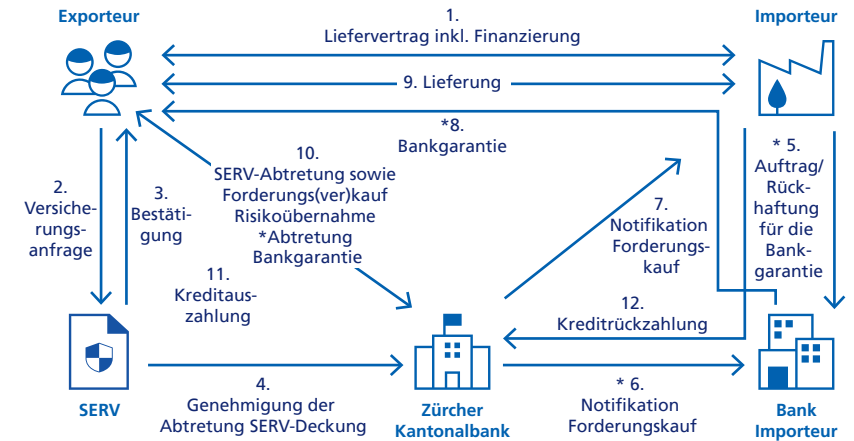 Exporteur
Importeur
1.
Liefervertrag inkl. Finanzierung
9. Lieferung
*8.
Bankgarantie
2.
Versiche-
rungs-
anfrage
3.
Bestäti-
gung
10.
SERV-Abtretung sowie
Forderungs(ver)kauf
Risikoübernahme
*Abtretung
Bankgarantie
11.
Kreditaus-
zahlung
7.
Notifikation
Forderungs-
kauf
* 5.
Auftrag/
Rück-
haftung
für die
Bank-
garantie
12.
Kreditrückzahlung
4.
Genehmigung der
Abtretung SERV-Deckung
* 6.
Notifikation
Forderungskauf
SERV
Zürcher
Kantonalbank
Bank
Importeur